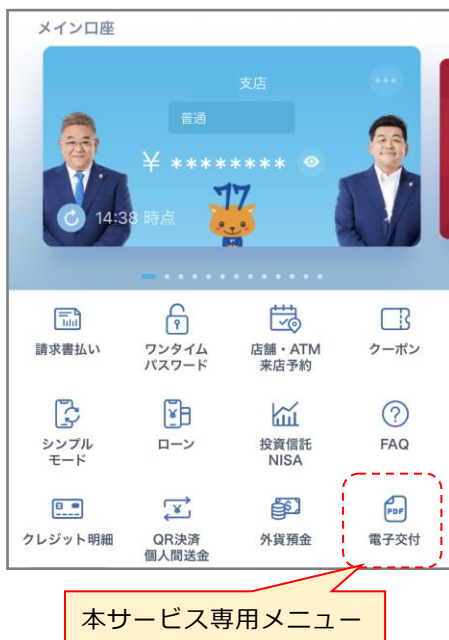 メイン口座
支店
普通
¥ ********
14:38 時点
77
請求書払い
ワンタイム
パスワード
店舗・ATM
来店予約
クーポン
シンプル
モード
ローン
投資信託
NISA
FAQ
クレジット明細
QR決済
個人間送金
外貨預金
PDF
電子交付
本サービス専用メニュー